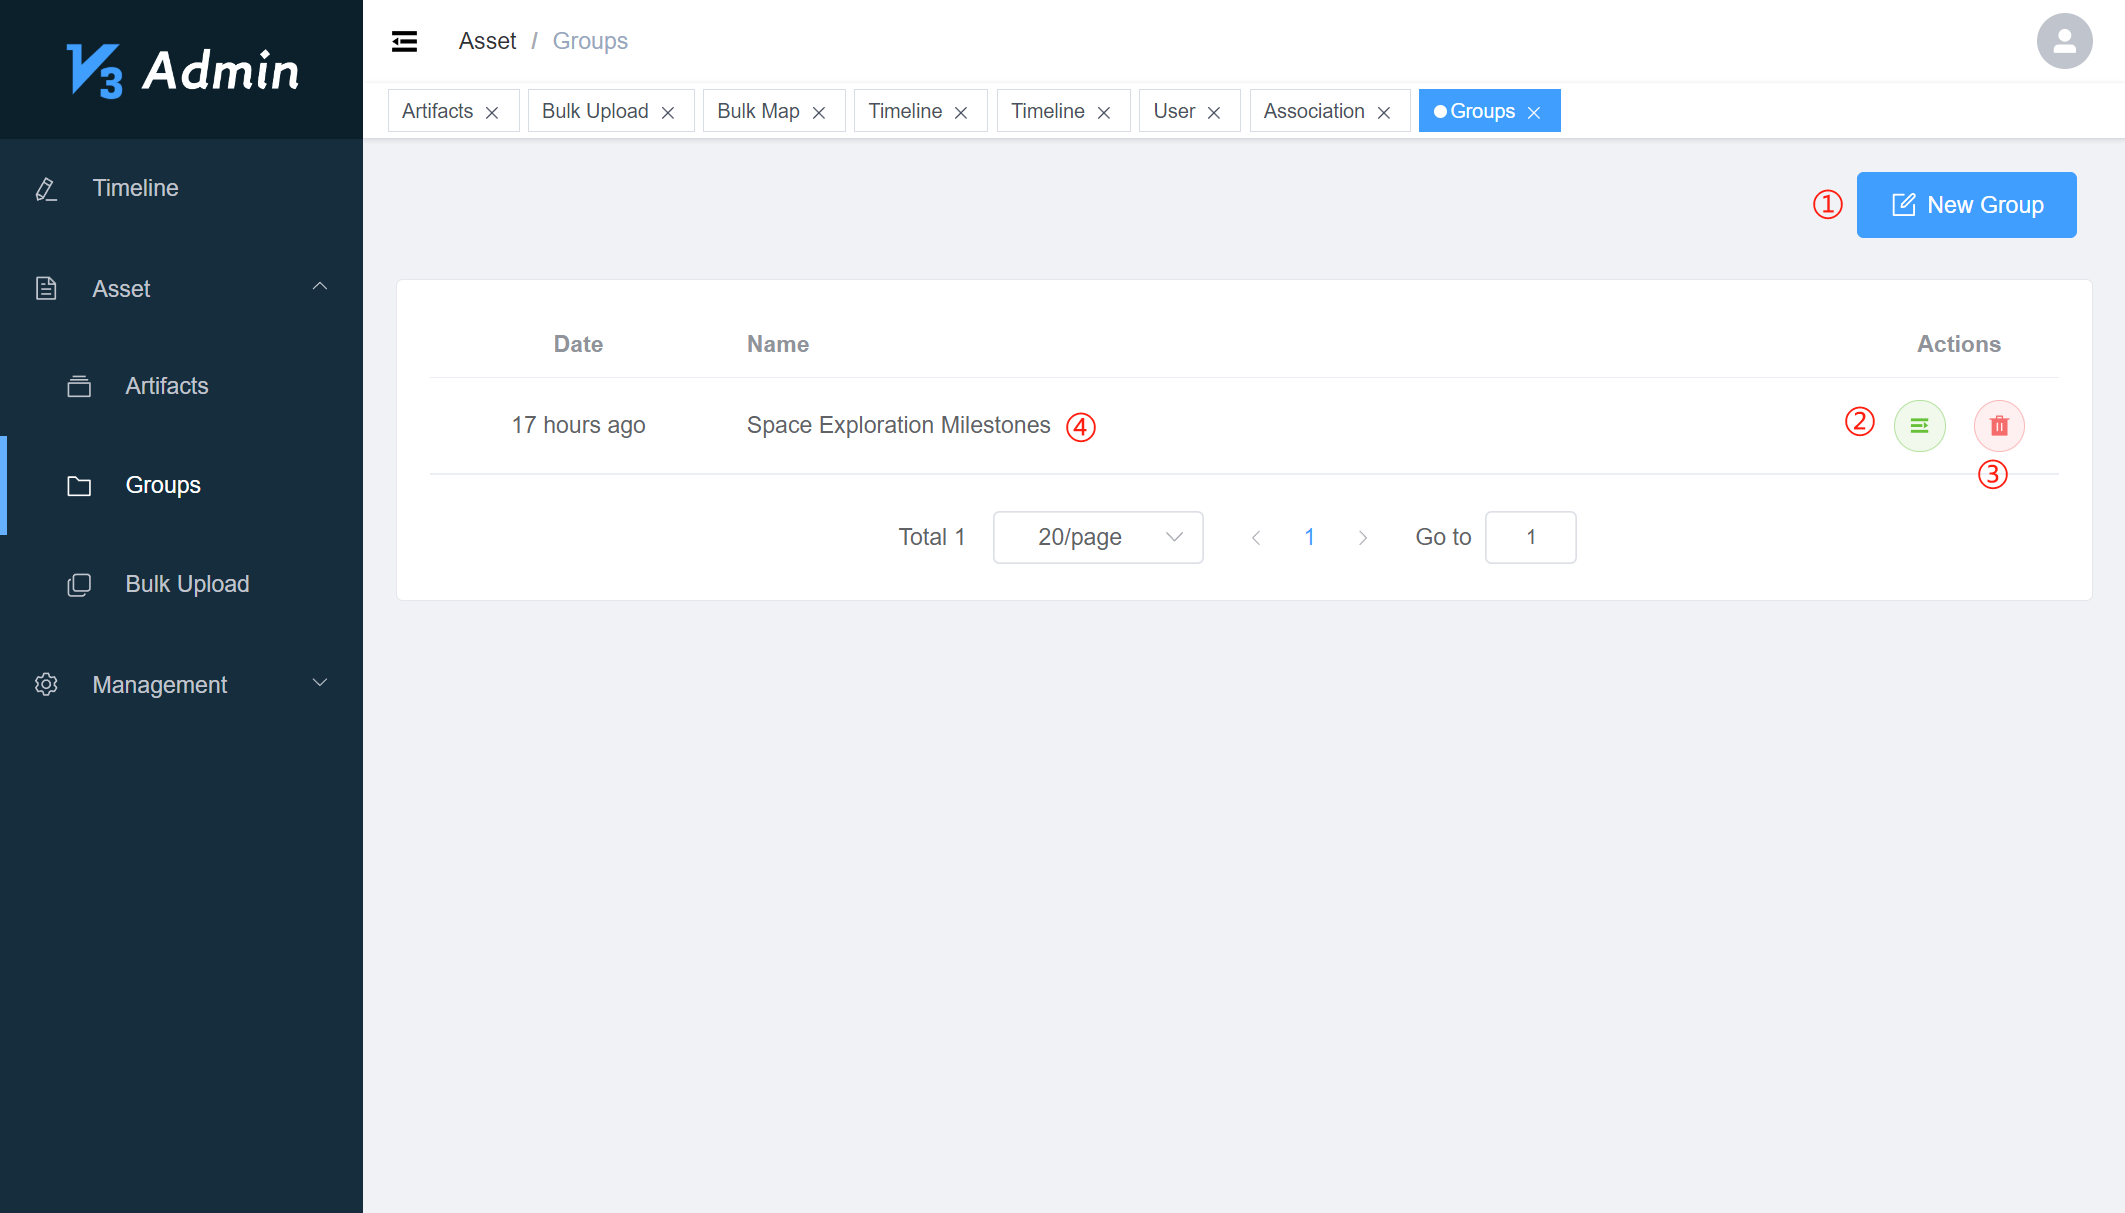 V3 Admin
Timeline
Asset
Artifacts
Groups
Bulk Upload
Management
Asset / Groups
Artifacts Bulk Upload Bulk Map Timeline Timeline User Association Groups
① New Group
Date Name Actions
17 hours ago Space Exploration Milestones ④ ②
③
Total 1 20/page 1 Go to 1